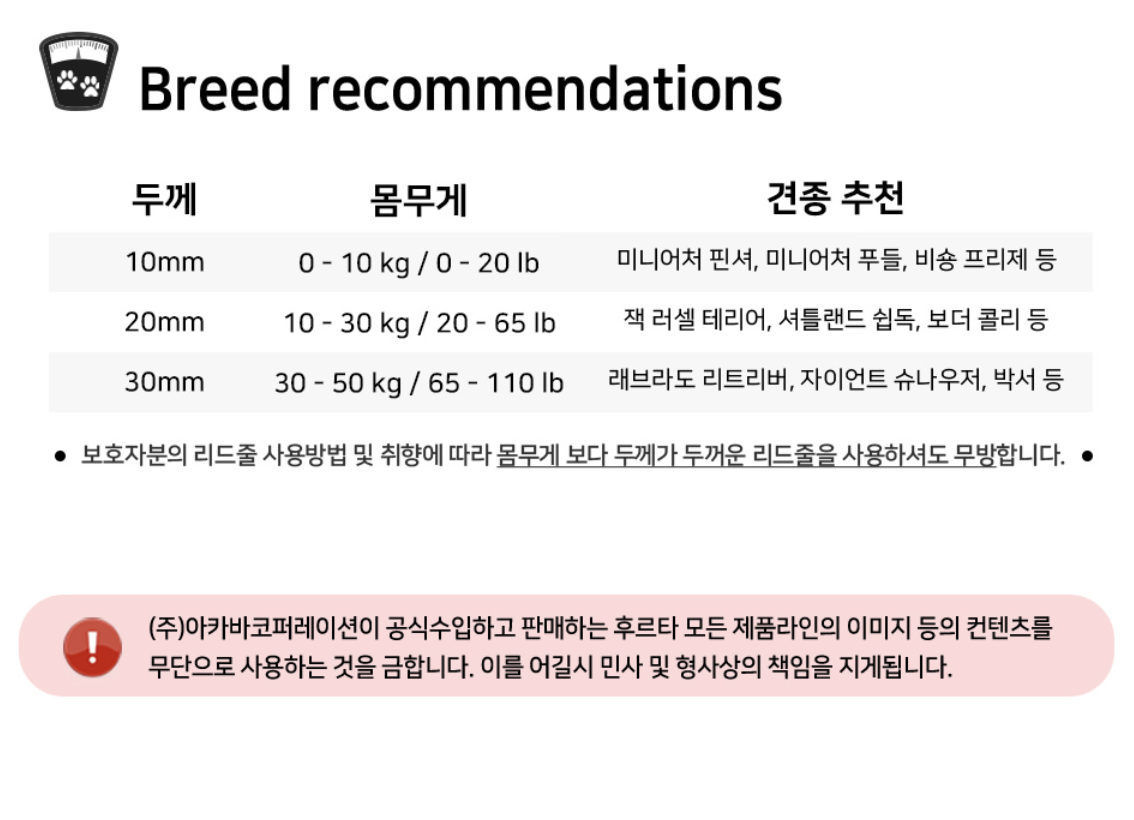 Breed recommendations
두께 몸무게 견종 추천
10mm 0 - 10 kg / 0 - 20 lb 미니어처 핀셔, 미니어처 푸들, 비숑 프리제 등
20mm 10 - 30 kg / 20 - 65 lb 잭 러셀 테리어, 셔틀랜드 쉽독, 보더 콜리 등
30mm 30 - 50 kg / 65 - 110 lb 래브라도 리트리버, 자이언트 슈나우저, 박서 등
● 보호자분의 리드줄 사용방법 및 취향에 따라 몸무게 보다 두께가 두꺼운 리드줄을 사용하셔도 무방합니다. ●
(주)아카바코퍼레이션이 공식수입하고 판매하는 후르타 모든 제품라인의 이미지 등의 컨텐츠를
무단으로 사용하는 것을 금합니다. 이를 어길시 민사 및 형사상의 책임을 지게됩니다.